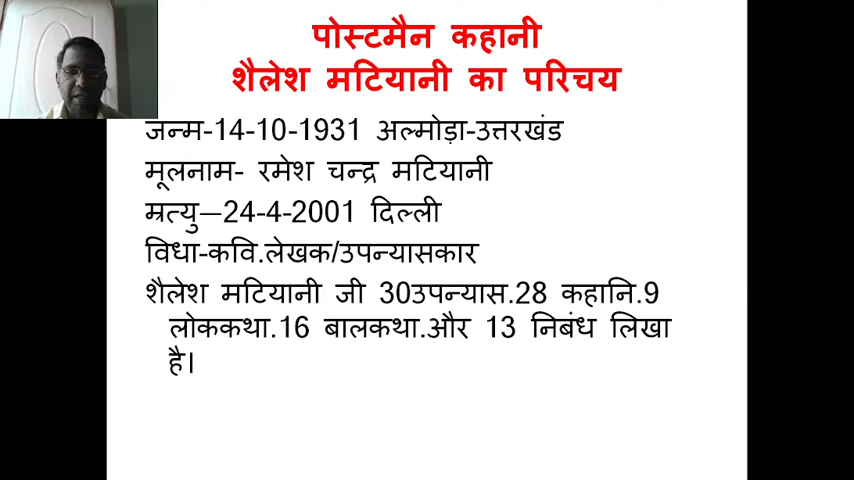 पोस्टमैन कहानी
शैलेश मटियानी का परिचय
जन्म-14-10-1931 अल्मोड़ा-उत्तरखंड
मूलनाम- रमेश चन्द्र मटियानी
म्रत्यु—24-4-2001 दिल्ली
विधा-कवि.लेखक/उपन्यासकार
शैलेश मटियानी जी 30उपन्यास.28 कहानि.9
लोककथा.16 बालकथा.और 13 निबंध लिखा
है।